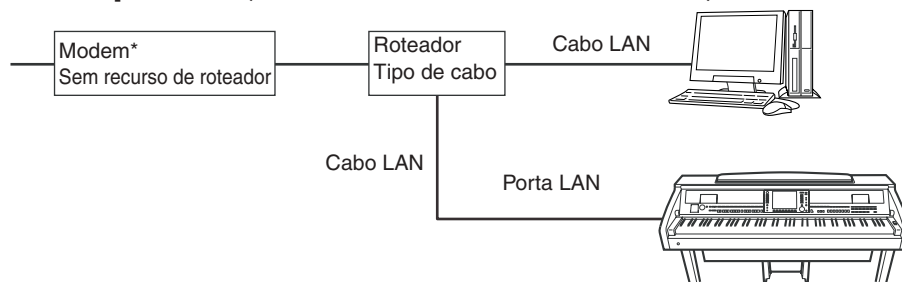 Modem*
Sem recurso de roteador
Roteador
Tipo de cabo
Cabo LAN
Cabo LAN
Porta LAN